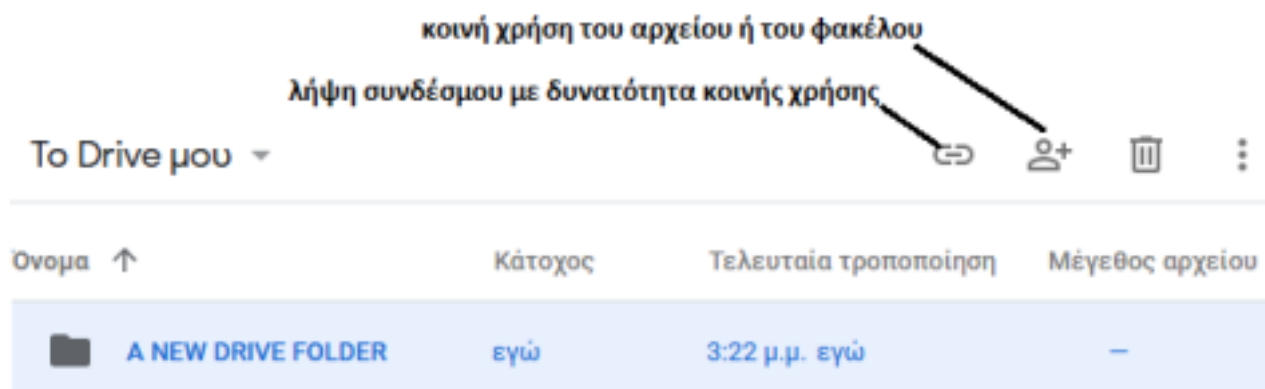 κοινή χρήση του αρχείου ή του φακέλου
λήψη συνδέσμου με δυνατότητα κοινής χρήσης
Το Drive μου
Όνομα Κάτοχος Τελευταία τροποποίηση Μέγεθος αρχείου
A NEW DRIVE FOLDER εγώ 3:22 μ.μ. εγώ –